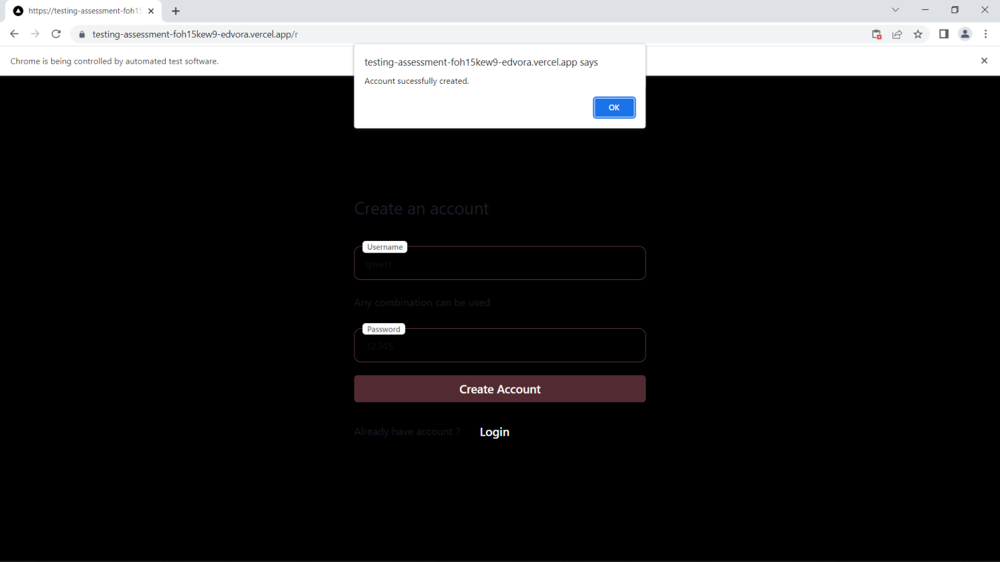 https://testing-assessment-foh15
testing-assessment-foh15kew9-edvora.vercel.app/r
Chrome is being controlled by automated test software.
testing-assessment-foh15kew9-edvora.vercel.app says
Account sucessfully created.
OK
Create an account
Username
qwert
Any combination can be used
Password
12345
Create Account
Already have account ? Login